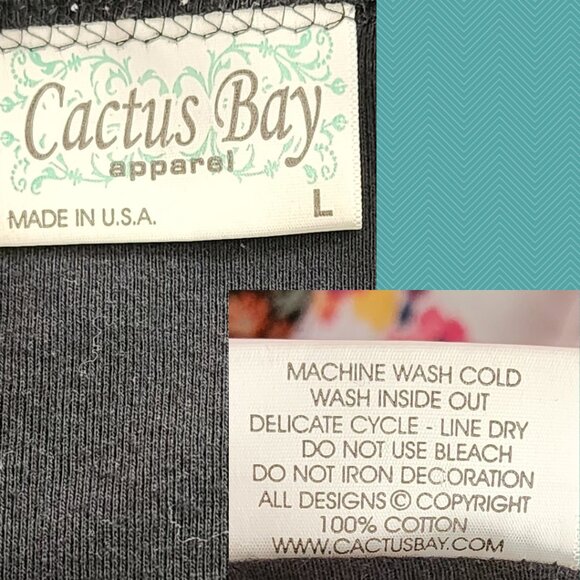 Cactus Bay
apparel
L
MADE IN U.S.A.
MACHINE WASH COLD
WASH INSIDE OUT
DELICATE CYCLE - LINE DRY
DO NOT USE BLEACH
DO NOT IRON DECORATION
ALL DESIGNS © COPYRIGHT
100% COTTON
WWW.CACTUSBAY.COM